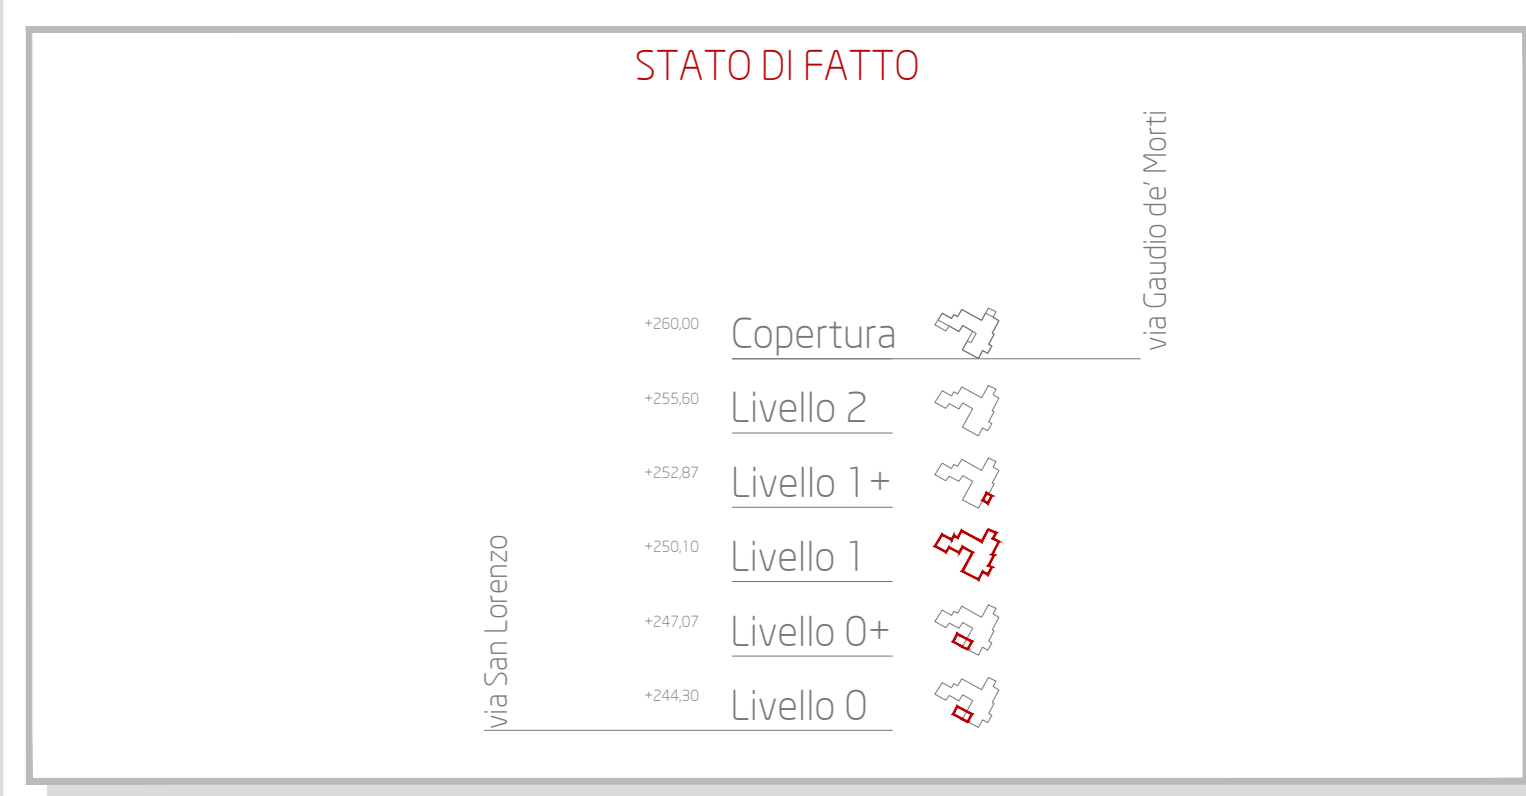 STATO DI FATTO
via Gaudio de' Morti
+260,00 Copertura
+255,60 Livello 2
+252,87 Livello 1+
+250,10 Livello 1
+247,07 Livello 0+
+244,30 Livello 0
via San Lorenzo